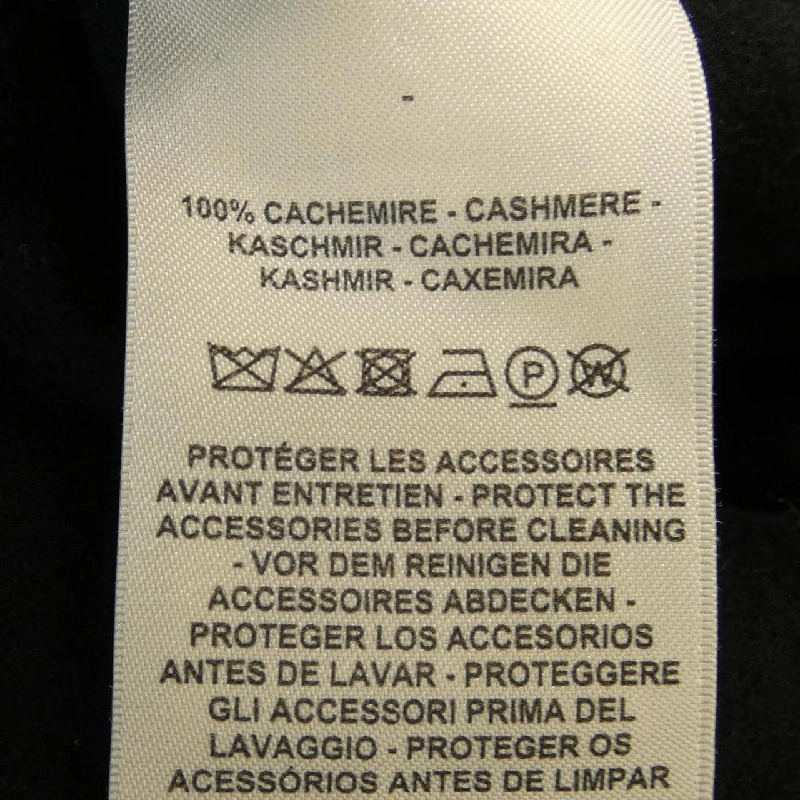 -
100% CACHEMIRE - CASHMERE -
KASCHMIR - CACHEMIRA -
KASHMIR - CAXEMIRA
P W
PROTÉGER LES ACCESSOIRES
AVANT ENTRETIEN - PROTECT THE
ACCESSORIES BEFORE CLEANING
- VOR DEM REINIGEN DIE
ACCESSOIRES ABDECKEN -
PROTEGER LOS ACCESORIOS
ANTES DE LAVAR - PROTEGGERE
GLI ACCESSORI PRIMA DEL
LAVAGGIO - PROTEGER OS
ACESSÓRIOS ANTES DE LIMPAR